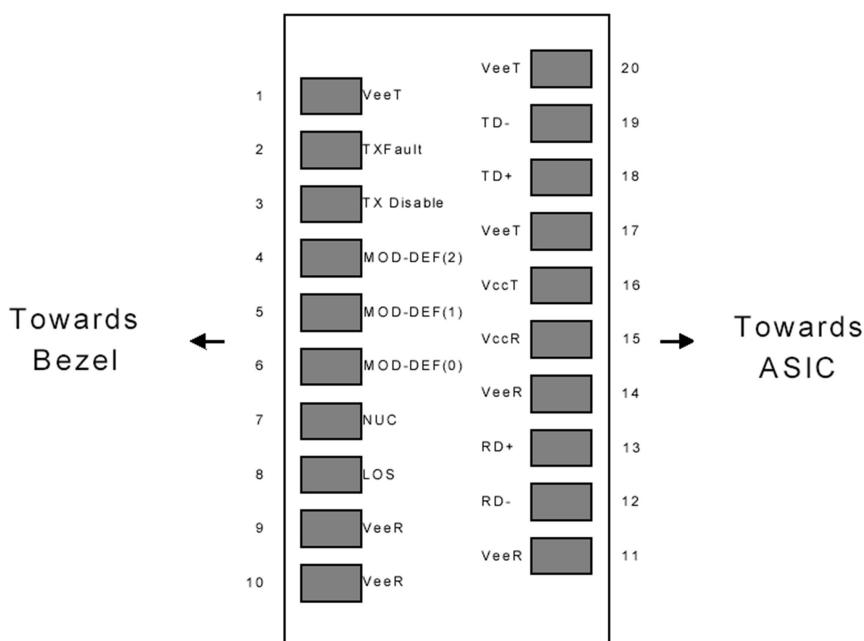 1 VeeT
2 TXFault
3 TX Disable
4 MOD-DEF(2)
5 MOD-DEF(1)
6 MOD-DEF(0)
7 NUC
8 LOS
9 VeeR
10 VeeR
VeeT 20
TD- 19
TD+ 18
VeeT 17
VccT 16
VccR 15
VeeR 14
RD+ 13
RD- 12
VeeR 11
Towards
Bezel
Towards
ASIC